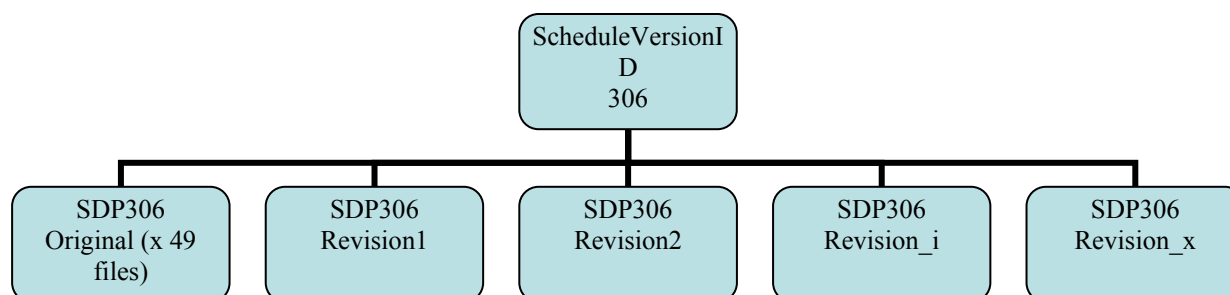 ScheduleVersionI
D
306
SDP306
Original (x 49
files)
SDP306
Revision1
SDP306
Revision2
SDP306
Revision_i
SDP306
Revision_x